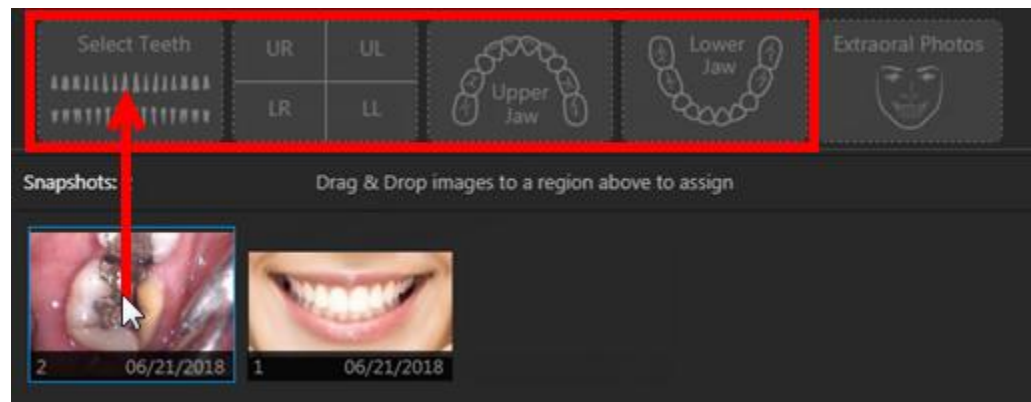 Select Teeth
UR
UL
LR
LL
Upper
Jaw
Lower
Jaw
Extraoral Photos
Snapshots:
Drag & Drop images to a region above to assign
2
06/21/2018
1
06/21/2018